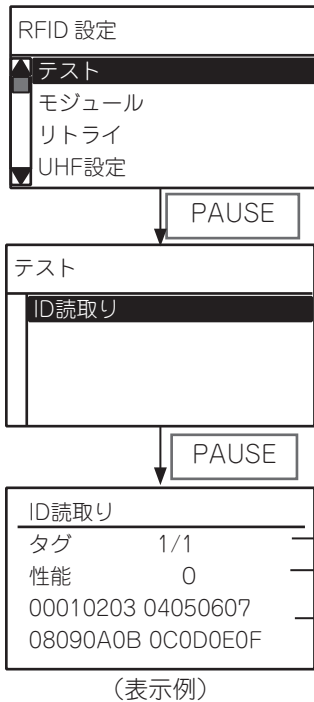 RFID 設定
テスト
モジュール
リトライ
UHF設定
PAUSE
テスト
ID読取り
PAUSE
ID読取り
タグ 1/1
性能 0
00010203 04050607
08090A0B 0C0D0E0F
（表示例）